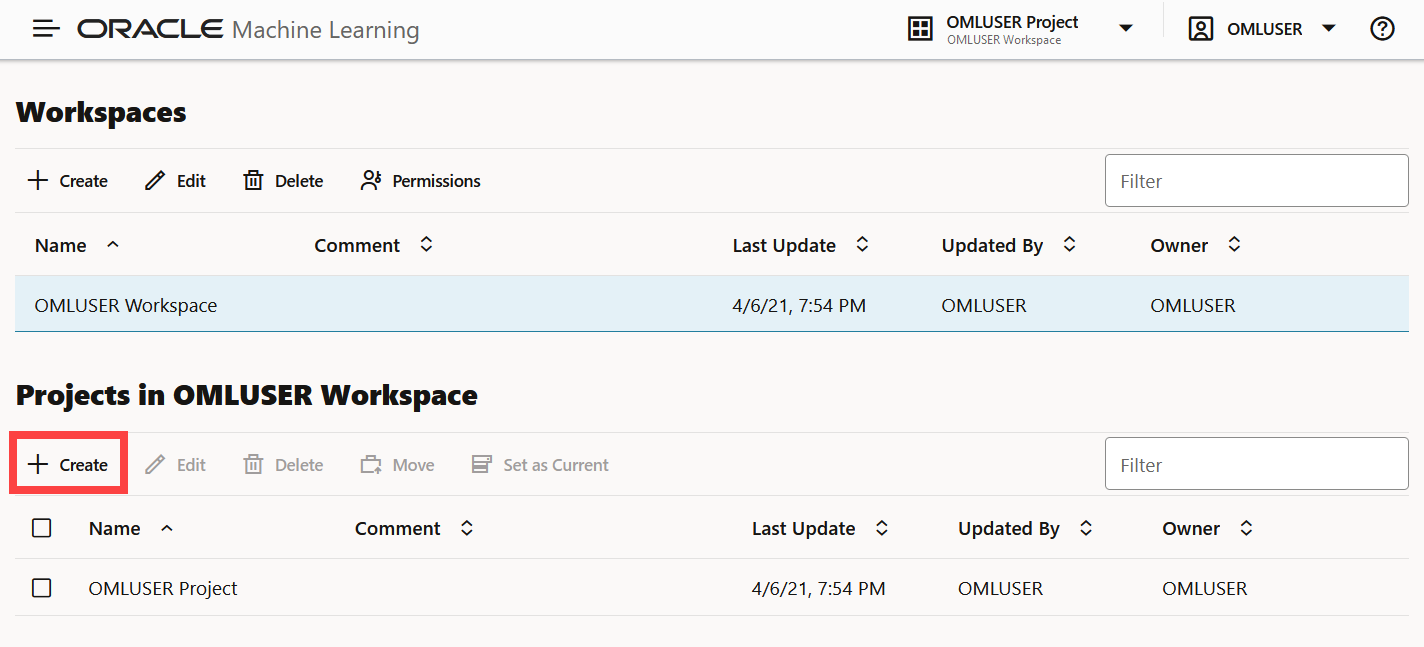 ORACLE Machine Learning OMLUSER Project OMLUSER
OMLUSER Workspace
Workspaces
Create Edit Delete Permissions Filter
Name Comment Last Update Updated By Owner
OMLUSER Workspace 4/6/21, 7:54 PM OMLUSER OMLUSER
Projects in OMLUSER Workspace
Create Edit Delete Move Set as Current Filter
Name Comment Last Update Updated By Owner
OMLUSER Project 4/6/21, 7:54 PM OMLUSER OMLUSER